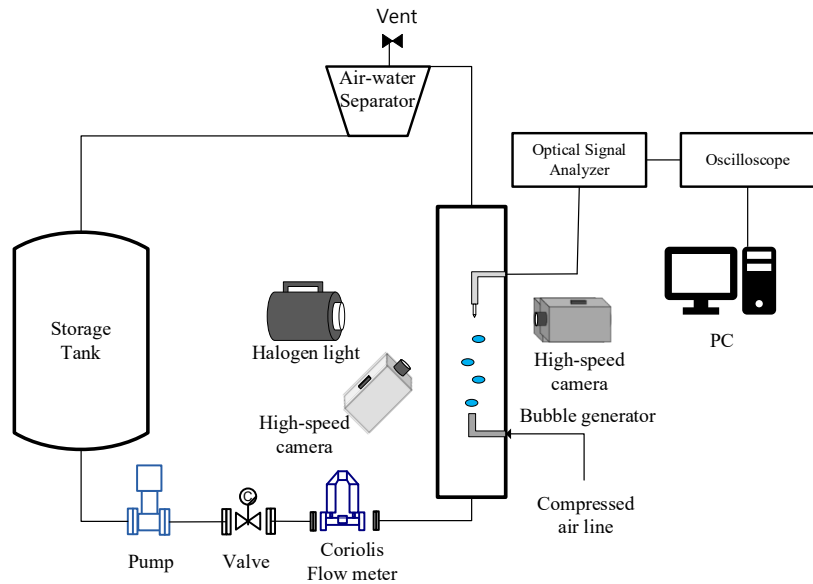 Vent
Air-water
Separator
Optical Signal
Analyzer
Oscilloscope
Storage
Tank
Halogen light
High-speed
camera
PC
High-speed
camera
Bubble generator
Compressed
air line
C
Pump
Valve
Coriolis
Flow meter